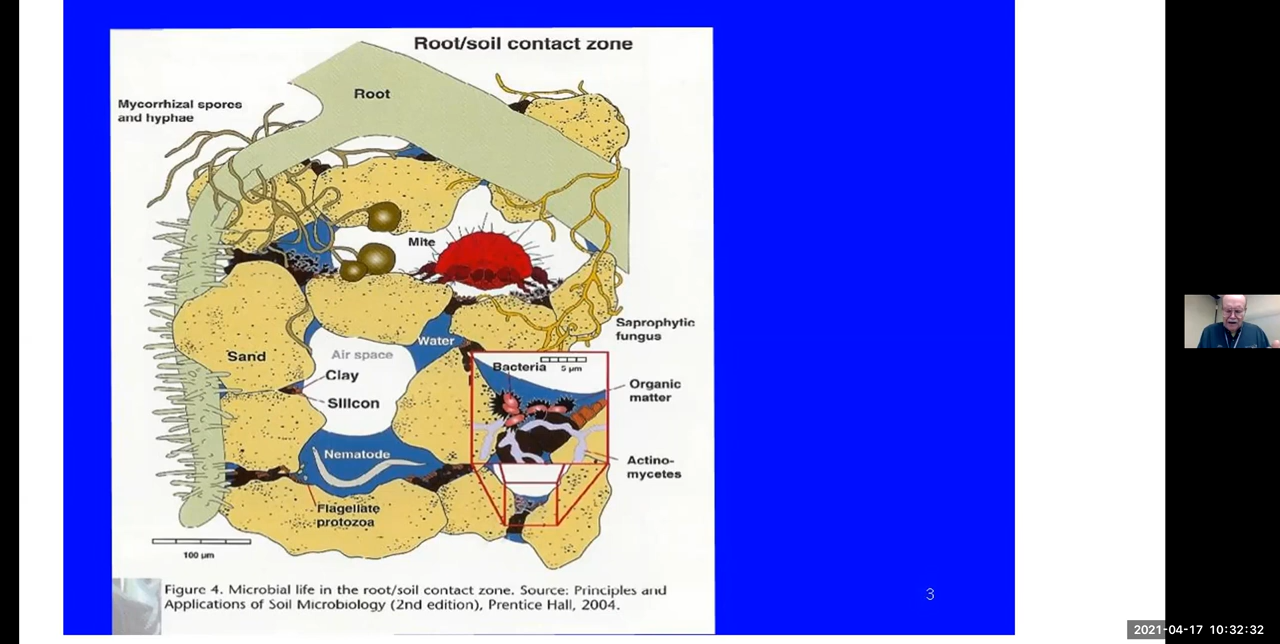 Root/soil contact zone
Root
Mycorrhizal spores
and hyphae
Mite
Saprophytic
fungus
Water
Air space
Sand
Clay
SIlIcon
Bacteria
5 µm
Organic
matter
Nematode
Actino-
mycetes
Flagellate
protozoa
100 µm
Figure 4. Microbial life in the root/soil contact zone. Source: Principles and
Applications of Soil Microbiology (2nd edition), Prentice Hall, 2004.
3
2021-04-17 10:32:32